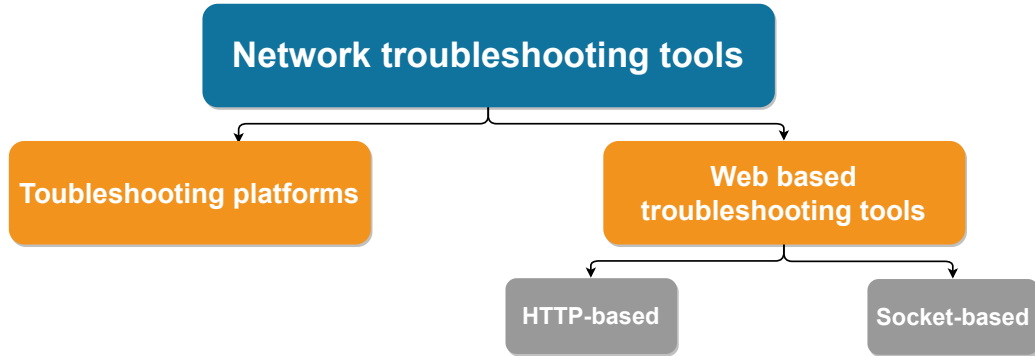 Network troubleshooting tools
Toubleshooting platforms
Web based
troubleshooting tools
HTTP-based
Socket-based